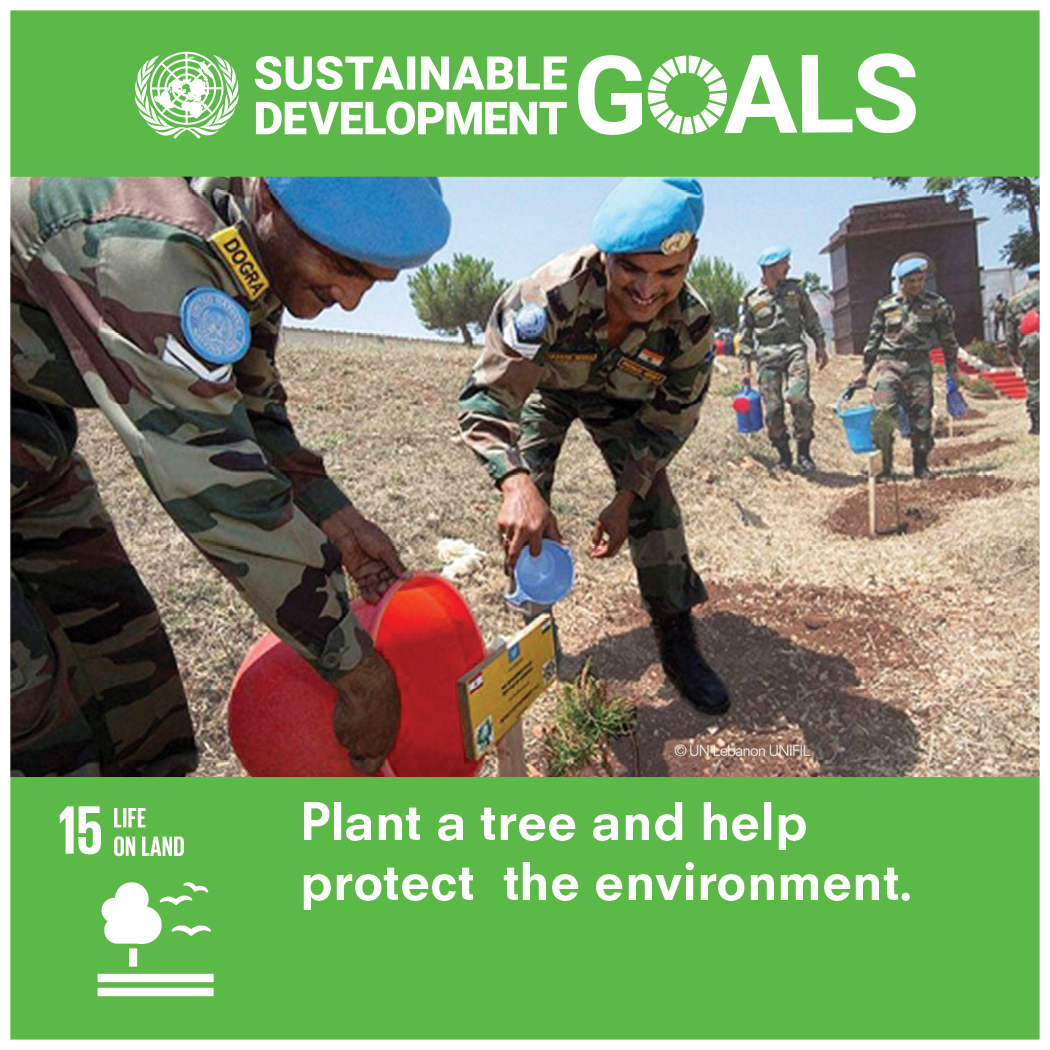 SUSTAINABLE
DEVELOPMENT
GOALS
DOGRA
© UN Lebanon UNIFIL
15 LIFE
ON LAND
Plant a tree and help
protect the environment.